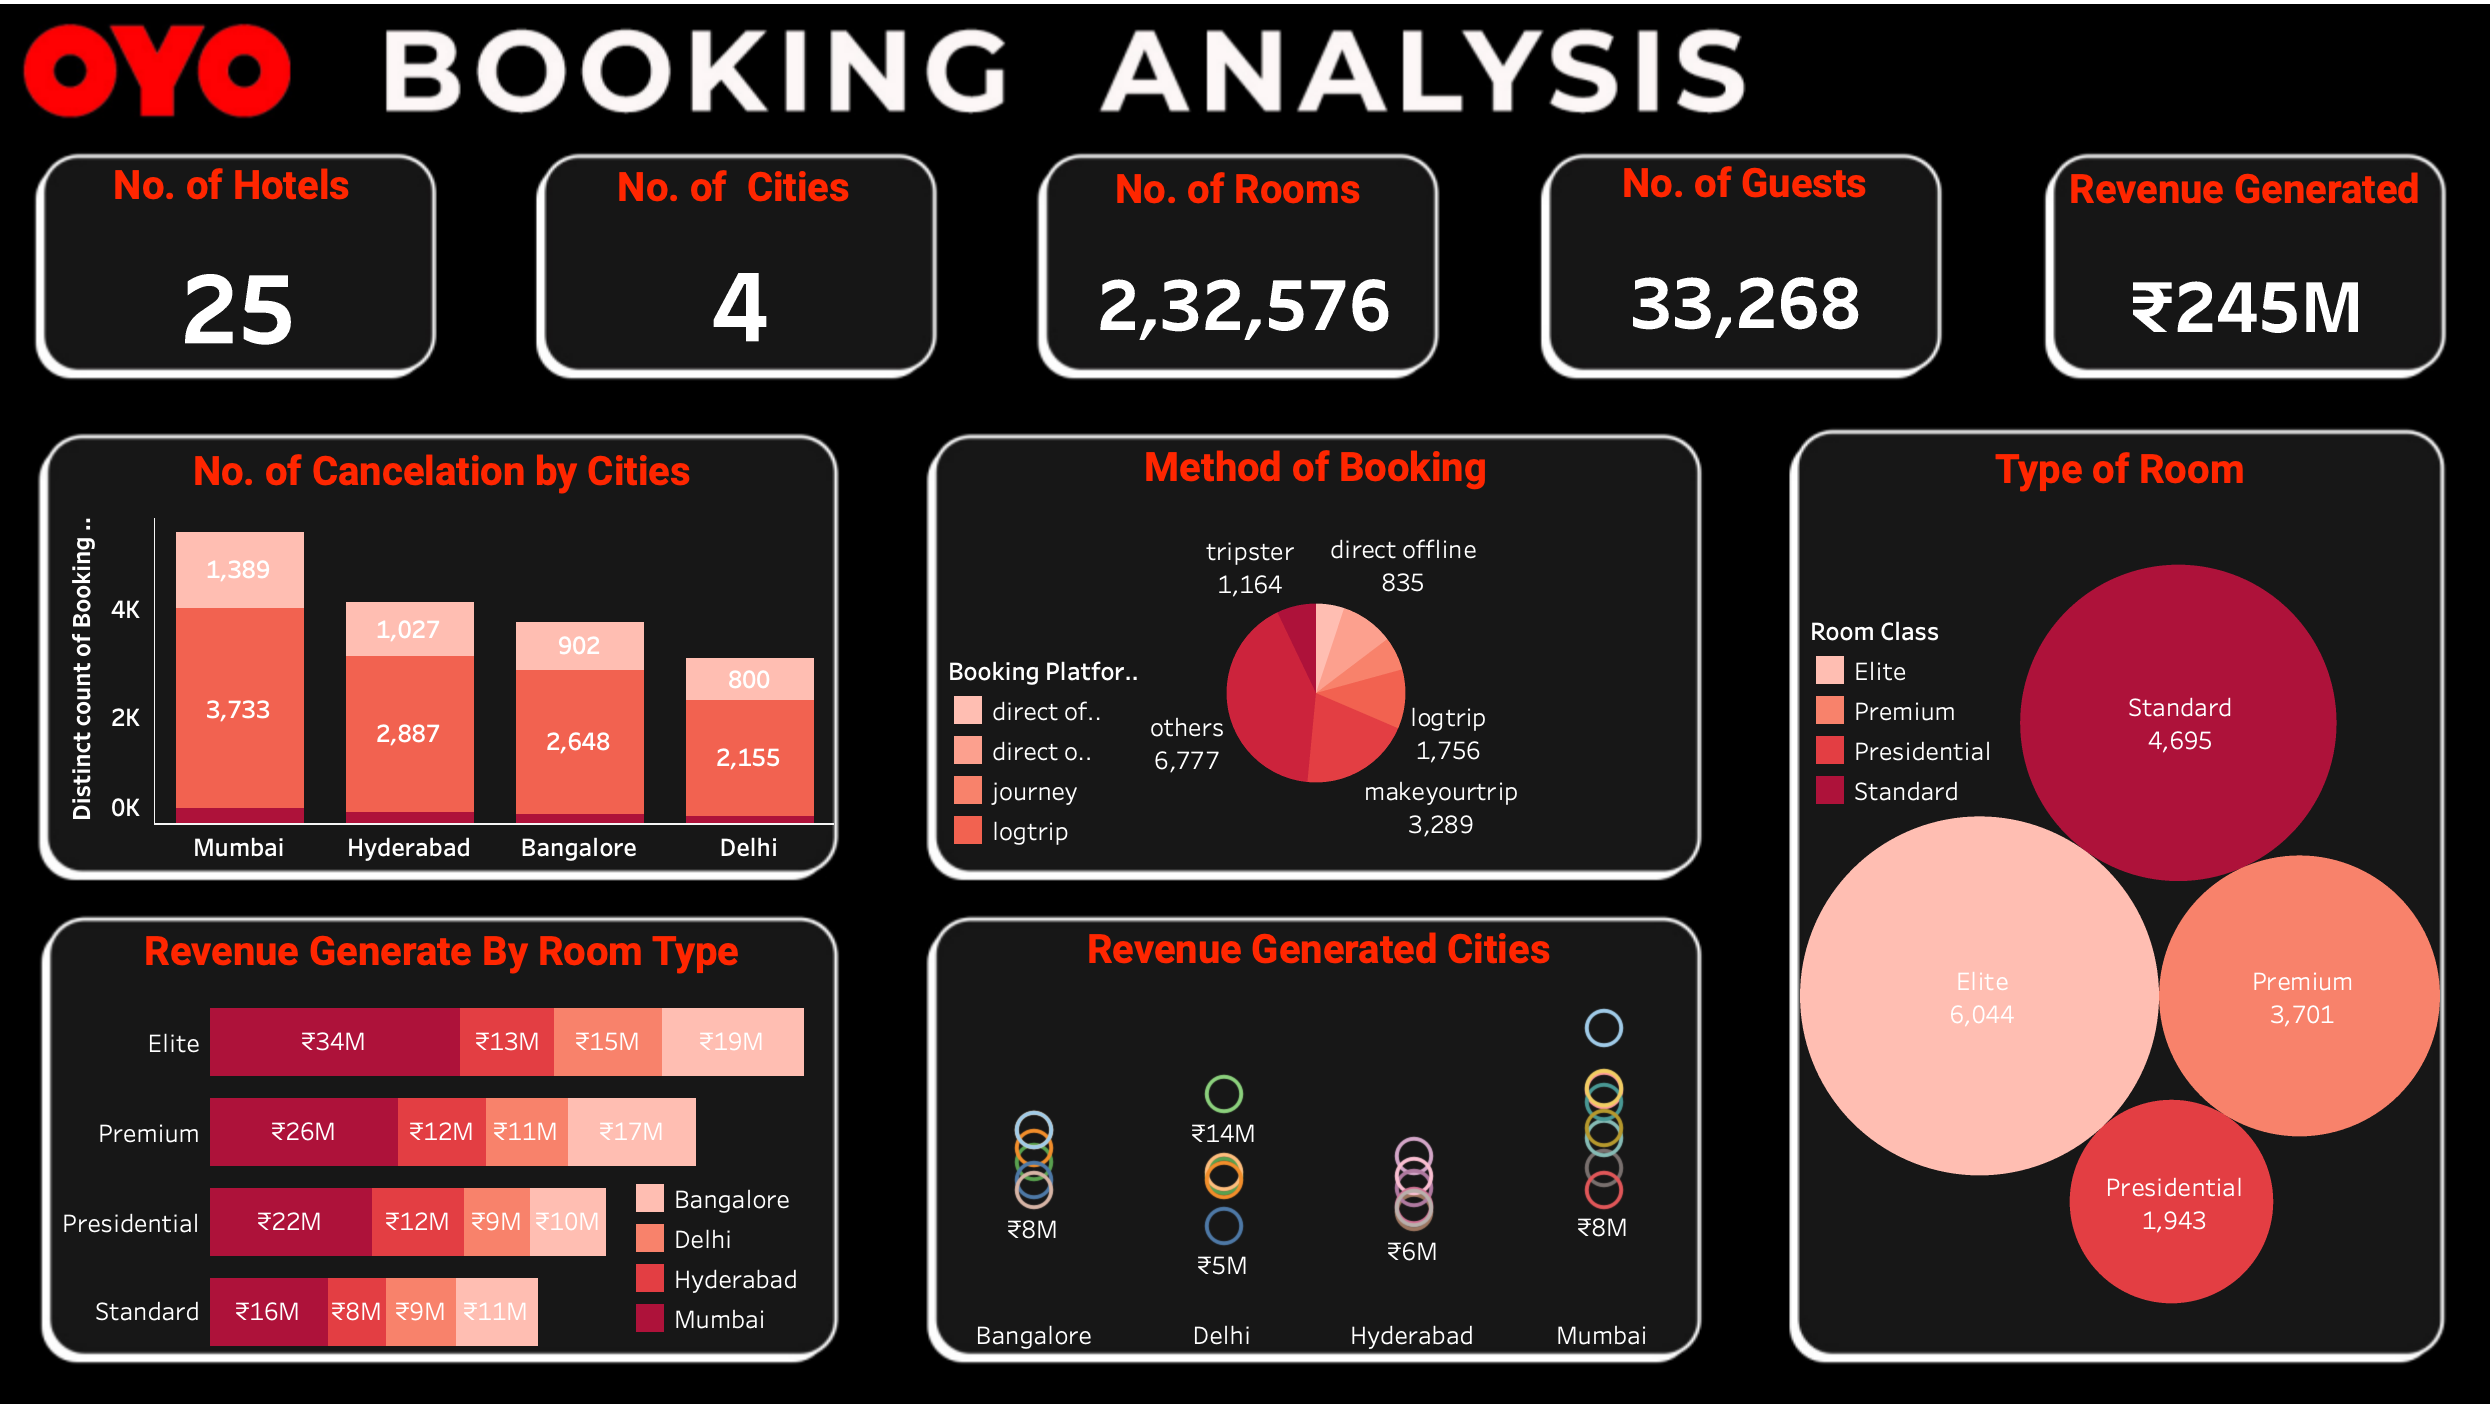 OYO BOOKING ANALYSIS
No. of Hotels
25
No. of Cities
4
No. of Rooms
2,32,576
No. of Guests
33,268
Revenue Generated
₹245M
No. of Cancelation by Cities
Distinct count of Booking ..
4K
2K
0K
1,389
3,733
1,027
2,887
902
2,648
800
2,155
Mumbai
Hyderabad
Bangalore
Delhi
Method of Booking
tripster
1,164
direct offline
835
others
6,777
logtrip
1,756
makeyourtrip
3,289
Booking Platfor..
direct of..
direct o..
journey
logtrip
Type of Room
Room Class
Elite
Premium
Presidential
Standard
Standard
4,695
Elite
6,044
Premium
3,701
Presidential
1,943
Revenue Generate By Room Type
Elite ₹34M ₹13M ₹15M ₹19M
Premium ₹26M ₹12M ₹11M ₹17M
Presidential ₹22M ₹12M ₹9M ₹10M
Standard ₹16M ₹8M ₹9M ₹11M
Bangalore
Delhi
Hyderabad
Mumbai
Revenue Generated Cities
₹8M
₹14M
₹5M
₹6M
₹8M
Bangalore
Delhi
Hyderabad
Mumbai